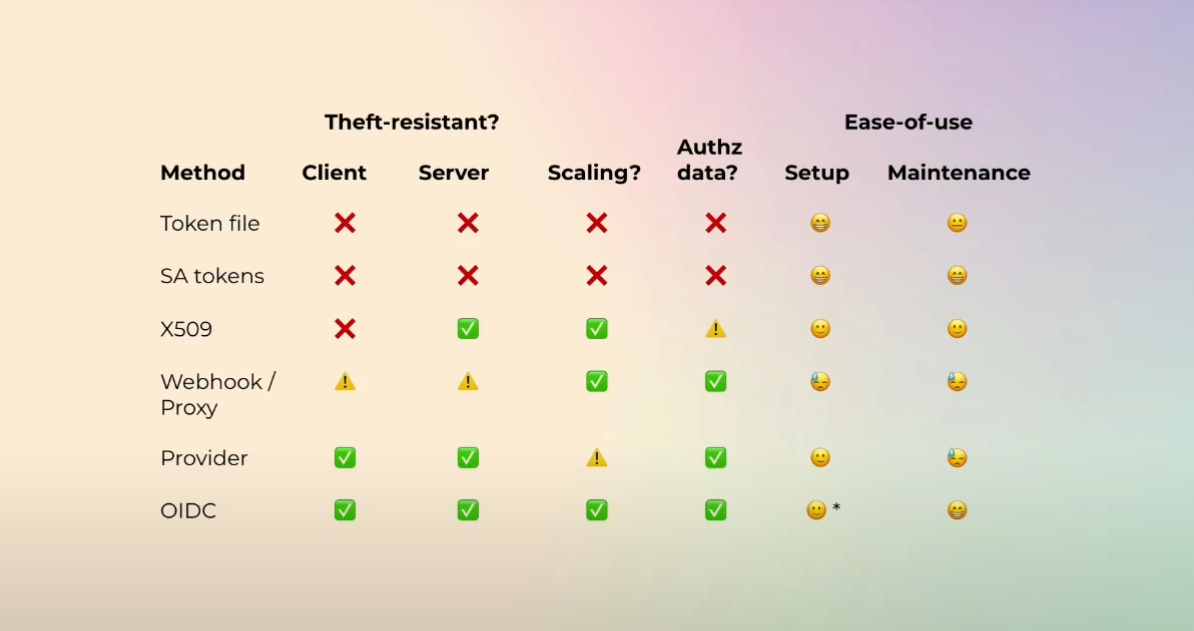 Theft-resistant? Ease-of-use
Method Client Server Scaling? Authz data? Setup Maintenance
Token file ❌ ❌ ❌ ❌ 😁 😐
SA tokens ❌ ❌ ❌ ❌ 😁 😁
X509 ❌ ✅ ✅ ⚠️ 🙂 🙂
Webhook /
Proxy ⚠️ ⚠️ ✅ ✅ 😓 😓
Provider ✅ ✅ ⚠️ ✅ 🙂 😓
OIDC ✅ ✅ ✅ ✅ 🙂 * 😁